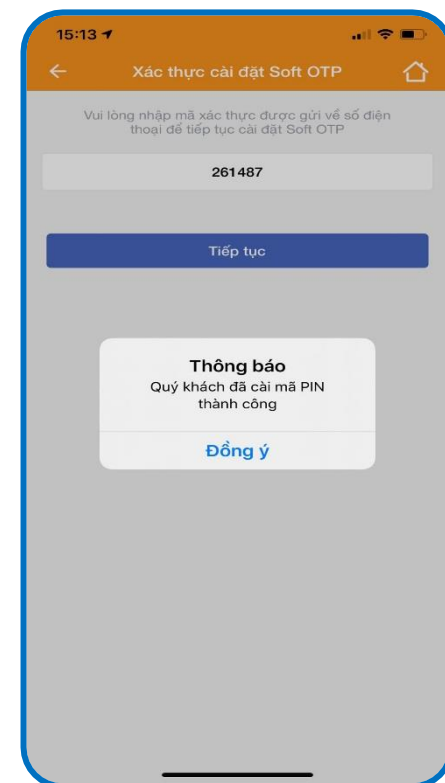 15:13
Xác thực cài đặt Soft OTP
Vui lòng nhập mã xác thực được gửi về số điện
thoại để tiếp tục cài đặt Soft OTP
261487
Tiếp tục
Thông báo
Quý khách đã cài mã PIN
thành công
Đồng ý